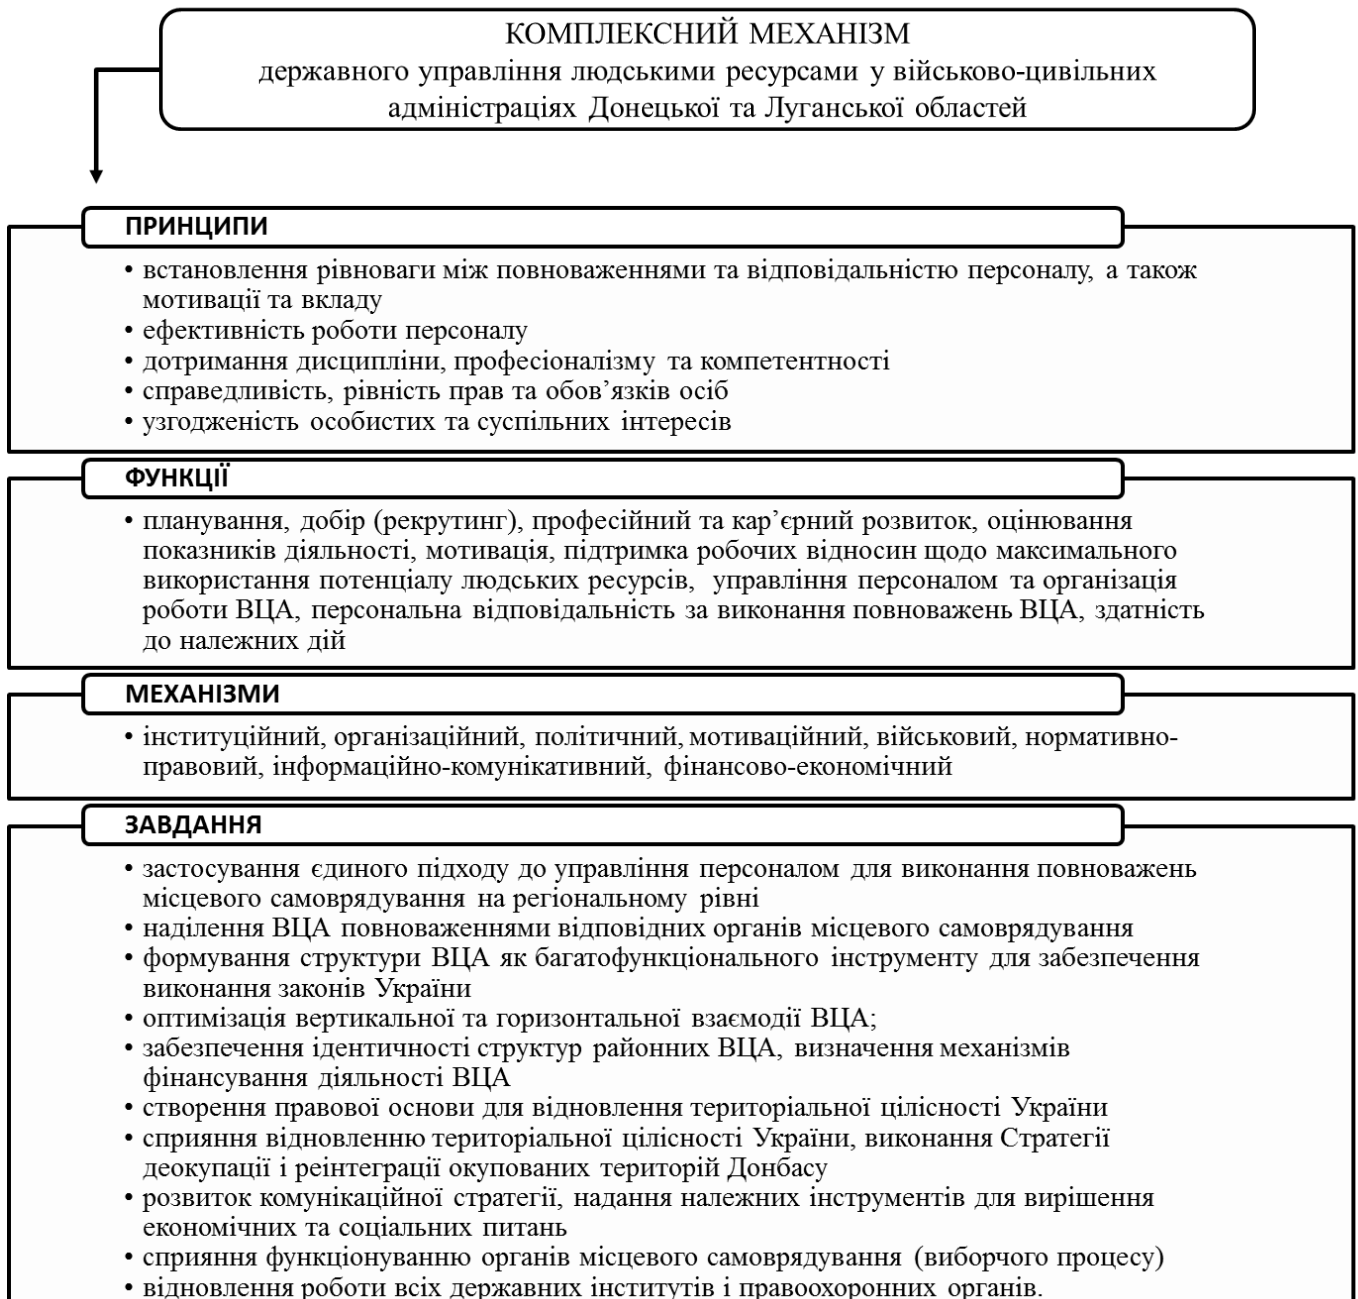 КОМПЛЕКСНИЙ МЕХАНІЗМ
державного управління людськими ресурсами у військово-цивільних
адміністраціях Донецької та Луганської областей
ПРИНЦИПИ
• встановлення рівноваги між повноваженнями та відповідальністю персоналу, а також
мотивації та вкладу
• ефективність роботи персоналу
• дотримання дисципліни, професіоналізму та компетентності
• справедливість, рівність прав та обов’язків осіб
• узгодженість особистих та суспільних інтересів
ФУНКЦІЇ
• планування, добір (рекрутинг), професійний та кар’єрний розвиток, оцінювання
показників діяльності, мотивація, підтримка робочих відносин щодо максимального
використання потенціалу людських ресурсів, управління персоналом та організація
роботи ВЦА, персональна відповідальність за виконання повноважень ВЦА, здатність
до належних дій
МЕХАНІЗМИ
• інституційний, організаційний, політичний, мотиваційний, військовий, нормативно-
правовий, інформаційно-комунікативний, фінансово-економічний
ЗАВДАННЯ
• застосування єдиного підходу до управління персоналом для виконання повноважень
місцевого самоврядування на регіональному рівні
• наділення ВЦА повноваженнями відповідних органів місцевого самоврядування
• формування структури ВЦА як багатофункціонального інструменту для забезпечення
виконання законів України
• оптимізація вертикальної та горизонтальної взаємодії ВЦА;
• забезпечення ідентичності структур районних ВЦА, визначення механізмів
фінансування діяльності ВЦА
• створення правової основи для відновлення територіальної цілісності України
• сприяння відновленню територіальної цілісності України, виконання Стратегії
деокупації і реінтеграції окупованих територій Донбасу
• розвиток комунікаційної стратегії, надання належних інструментів для вирішення
економічних та соціальних питань
• сприяння функціонуванню органів місцевого самоврядування (виборчого процесу)
• відновлення роботи всіх державних інститутів і правоохоронних органів.